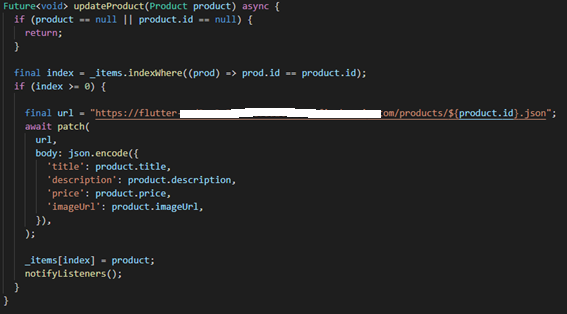 Future<void> updateProduct(Product product) async {
  if (product == null || product.id == null) {
    return;
  }

  final index = _items.indexWhere((prod) => prod.id == product.id);
  if (index >= 0) {

    final url = "https://flutter- om/products/${product.id}.json";
    await patch(
      url,
      body: json.encode({
        'title': product.title,
        'description': product.description,
        'price': product.price,
        'imageUrl': product.imageUrl,
      }),
    );

    _items[index] = product;
    notifyListeners();
  }
}